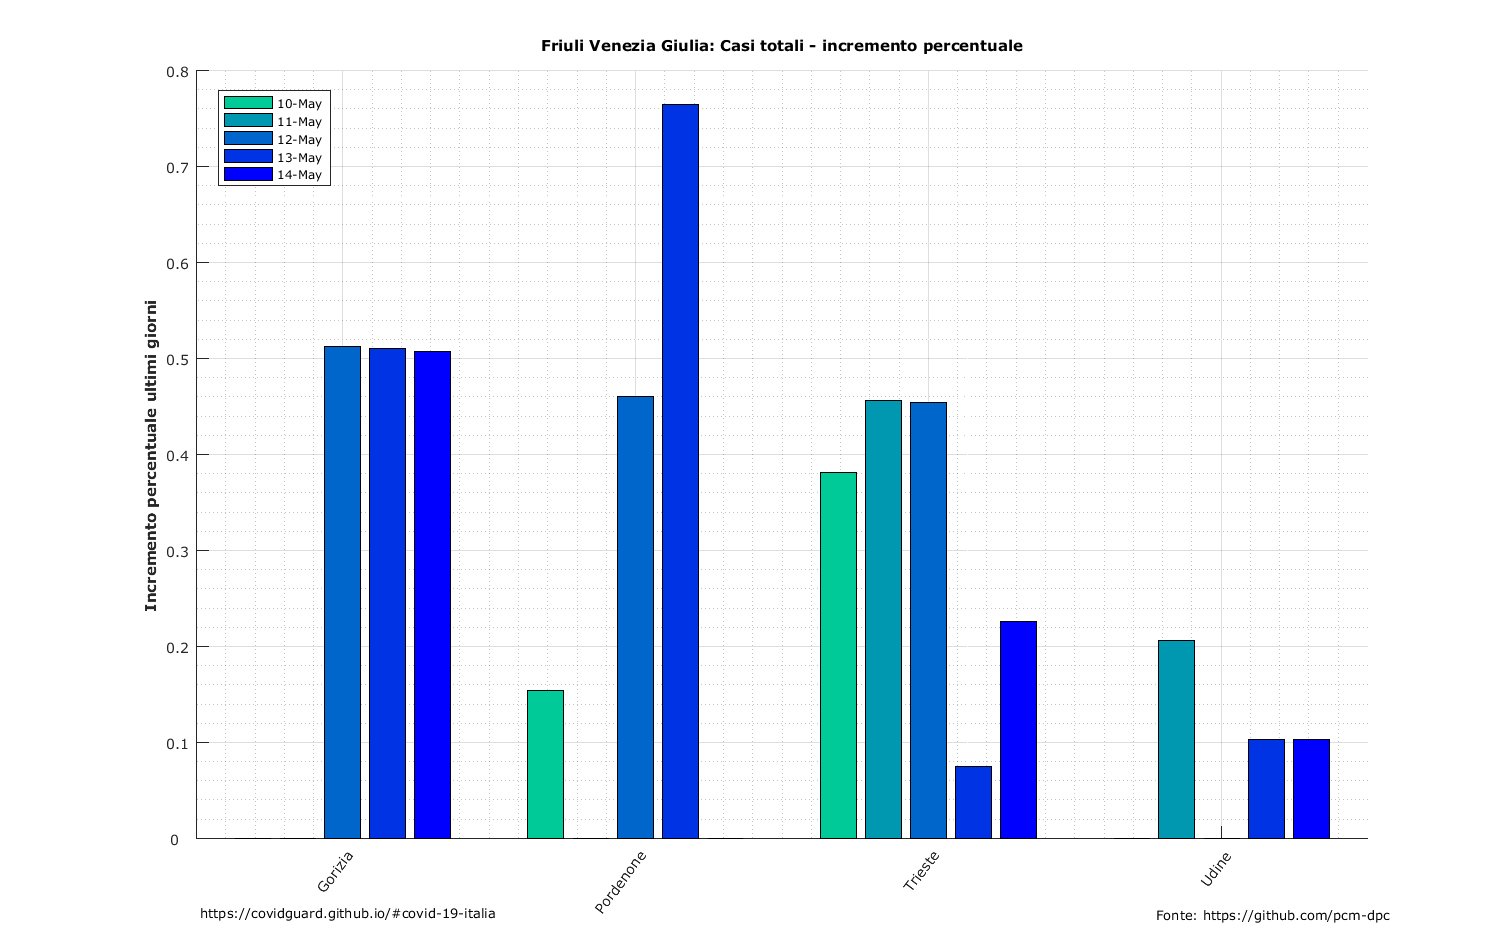 Friuli Venezia Giulia: Casi totali - incremento percentuale
0.8
0.7
0.6
0.5
0.4
0.3
0.2
0.1
0
Incremento percentuale ultimi giorni
10-May
11-May
12-May
13-May
14-May
Gorizia
Pordenone
Trieste
Udine
https://covidguard.github.io/#covid-19-italia
Fonte: https://github.com/pcm-dpc